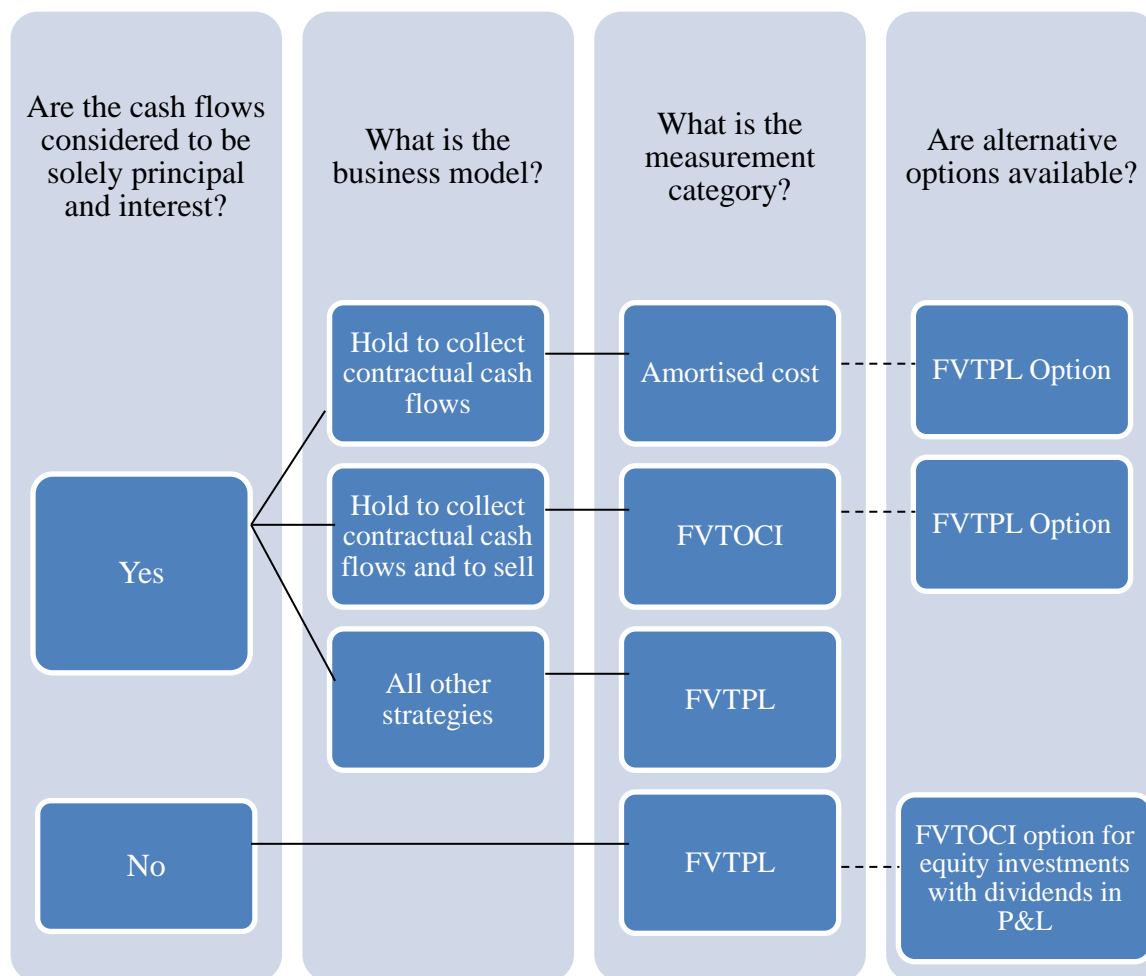 Are the cash flows
considered to be
solely principal
and interest?
What is the
business model?
What is the
measurement
category?
Are alternative
options available?
Hold to collect
contractual cash
flows
Amortised cost
FVTPL Option
Yes
Hold to collect
contractual cash
flows and to sell
FVTOCI
FVTPL Option
All other
strategies
FVTPL
No
FVTPL
FVTOCI option for
equity investments
with dividends in
P&L